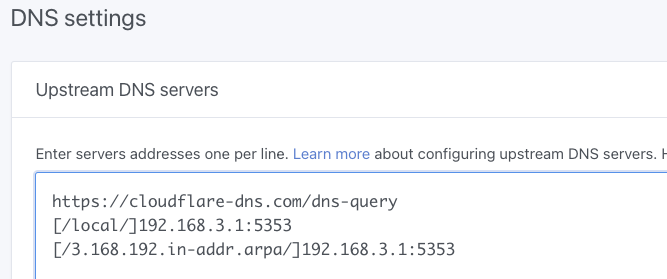 DNS settings
Upstream DNS servers
Enter servers addresses one per line. Learn more about configuring upstream DNS servers.
https://cloudflare-dns.com/dns-query
[/local/]192.168.3.1:5353
[/3.168.192.in-addr.arpa/]192.168.3.1:5353